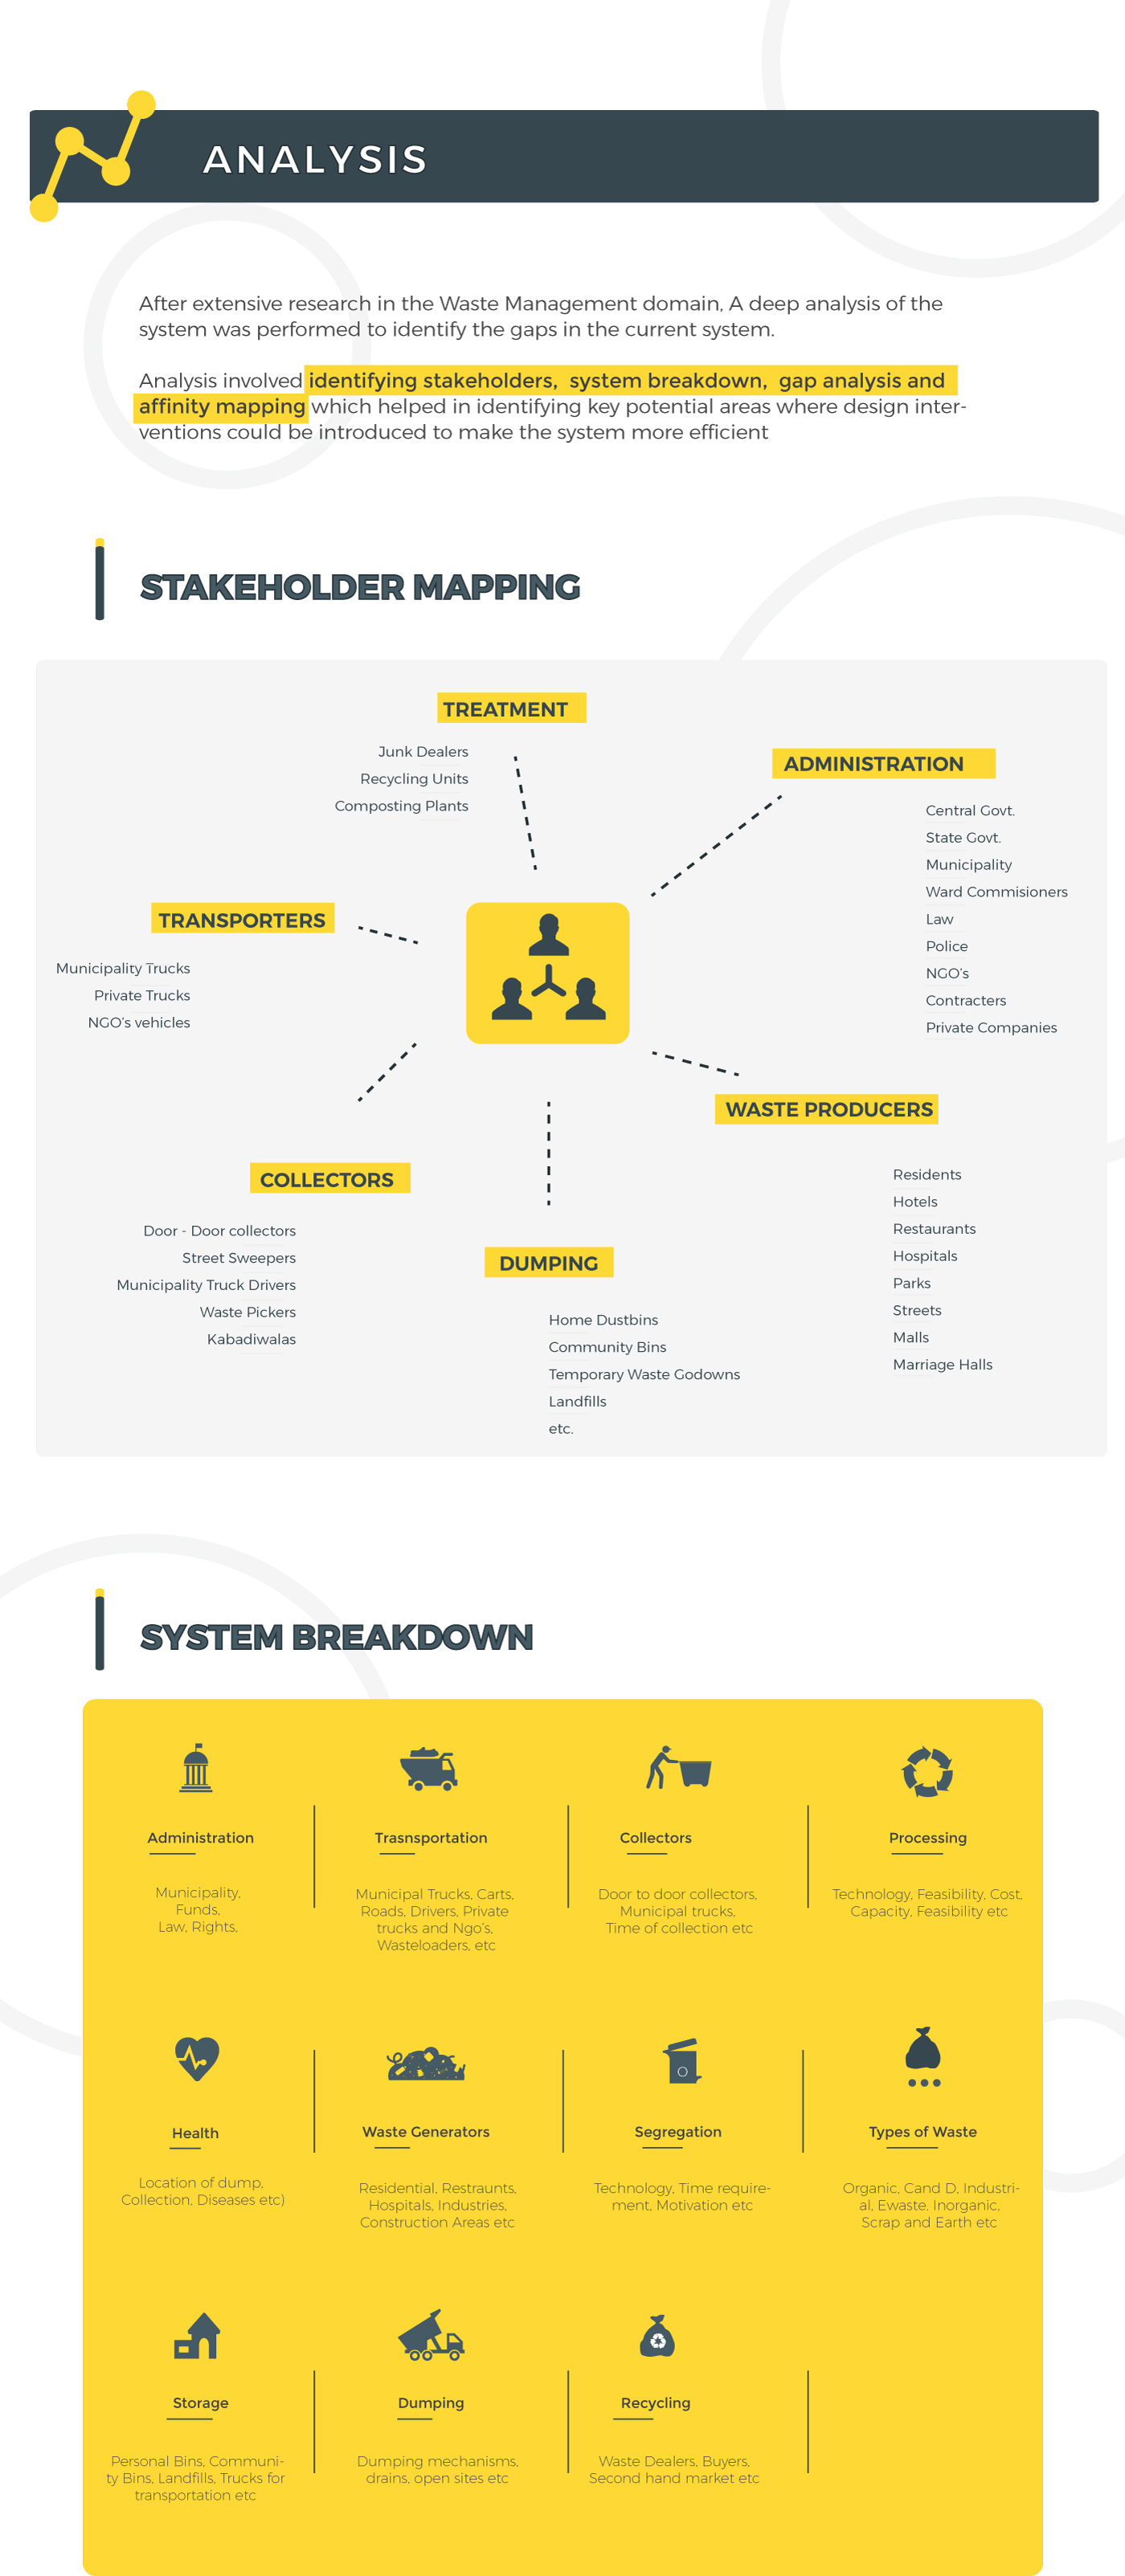 ANALYSIS
After extensive research in the Waste Management domain, A deep analysis of the
system was performed to identify the gaps in the current system.
Analysis involved identifying stakeholders, system breakdown, gap analysis and
affinity mapping which helped in identifying key potential areas where design inter-
ventions could be introduced to make the system more efficient
STAKEHOLDER MAPPING
TREATMENT
Junk Dealers
Recycling Units
Composting Plants
ADMINISTRATION
Central Govt.
State Govt.
Municipality
Ward Commisioners
Law
Police
NGO's
Contracters
Private Companies
TRANSPORTERS
Municipality Trucks
Private Trucks
NGO's vehicles
WASTE PRODUCERS
Residents
Hotels
Restaurants
Hospitals
Parks
Streets
Malls
Marriage Halls
COLLECTORS
Door - Door collectors
Street Sweepers
Municipality Truck Drivers
Waste Pickers
Kabadiwalas
DUMPING
Home Dustbins
Community Bins
Temporary Waste Godowns
Landfills
etc.
SYSTEM BREAKDOWN
Administration
Municipality,
Funds,
Law, Rights,
Trasnsportation
Municipal Trucks, Carts,
Roads, Drivers, Private
trucks and Ngo's,
Wasteloaders, etc
Collectors
Door to door collectors,
Municipal trucks,
Time of collection etc
Processing
Technology, Feasibility, Cost,
Capacity, Feasibility etc
Health
Location of dump,
Collection, Diseases etc)
Waste Generators
Residential, Restraunts,
Hospitals, Industries,
Construction Areas etc
Segregation
Technology, Time require-
ment, Motivation etc
Types of Waste
Organic, Cand D, Industri-
al, Ewaste, Inorganic,
Scrap and Earth etc
Storage
Personal Bins, Communi-
ty Bins, Landfills, Trucks for
transportation etc
Dumping
Dumping mechanisms,
drains, open sites etc
Recycling
Waste Dealers, Buyers,
Second hand market etc